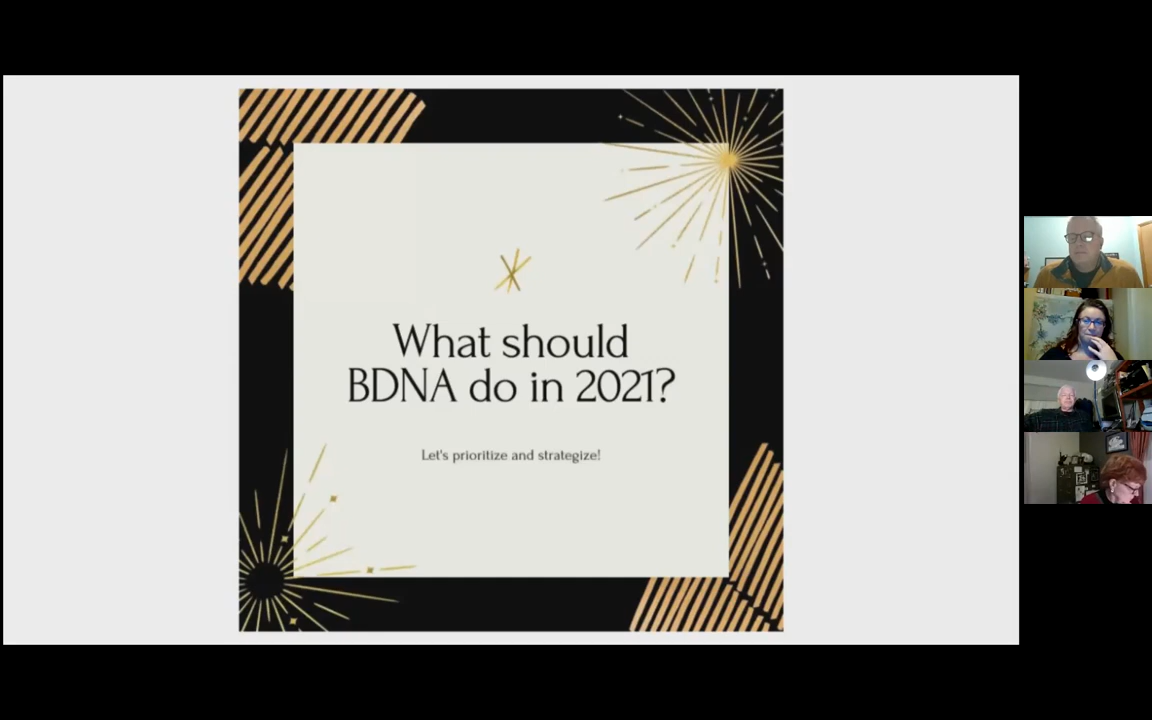 What should
BDNA do in 2021?
Let's prioritize and strategize!